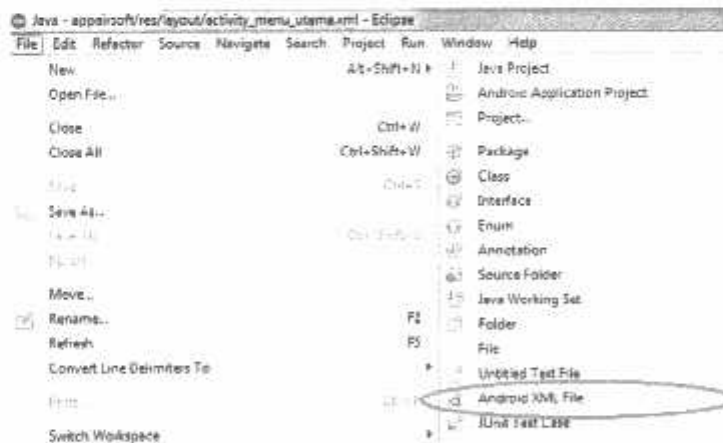 Java - appairsoft/res/layout/activity_menu_utama.xml - Eclipse
File Edit Refactor Source Navigate Search Project Run Window Help
New Alt+Shift+N
Open File...
Close Ctrl+W
Close All Ctrl+Shift+W
Save As...
Move...
Rename... F2
Refresh F5
Convert Line Delimiters To
Switch Workspace
Java Project
Android Application Project
Project...
Package
Class
Interface
Enum
Annotation
Source Folder
Java Working Set
Folder
File
Untitled Text File
Android XML File
JUnit Test Case